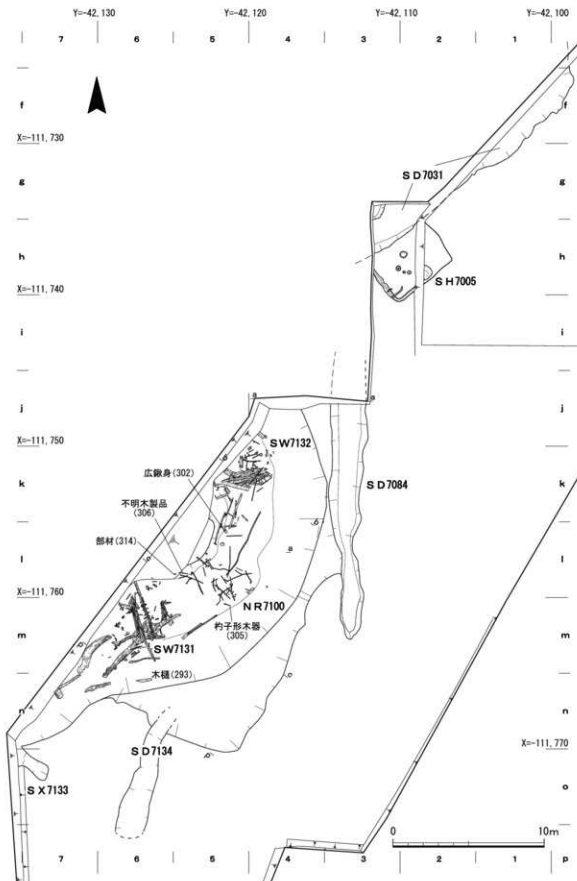 Y=-42,130
Y=-42,120
Y=-42,110
Y=-42,100
7
6
5
4
3
2
1
f
f
X=-111,730
SD7031
g
g
h
h
SH7005
X=-111,740
i
i
j
j
a
a
X=-111,750
SW7132
広鍬身(302)
SD7084
k
k
不明木製品
(306)
部材(314)
l
l
X=-111,760
NR7100
杓子形木器
(305)
m
m
SW7131
木樋(293)
n
n
SD7134
X=-111,770
SX7133
o
o
0
10m
7
6
5
4
3
2
1
p